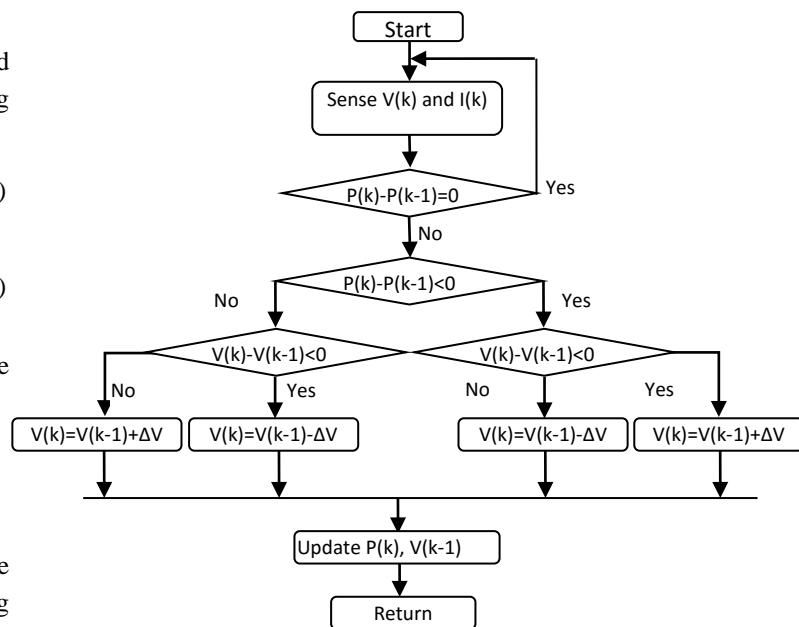 Start
d
g
Sense V(k) and I(k)
)
P(k)-P(k-1)=0
Yes
No
)
P(k)-P(k-1)<0
No
Yes
e
V(k)-V(k-1)<0
V(k)-V(k-1)<0
No
Yes
No
Yes
V(k)=V(k-1)+ΔV
V(k)=V(k-1)-ΔV
V(k)=V(k-1)-ΔV
V(k)=V(k-1)+ΔV
Update P(k), V(k-1)
e
Return
g